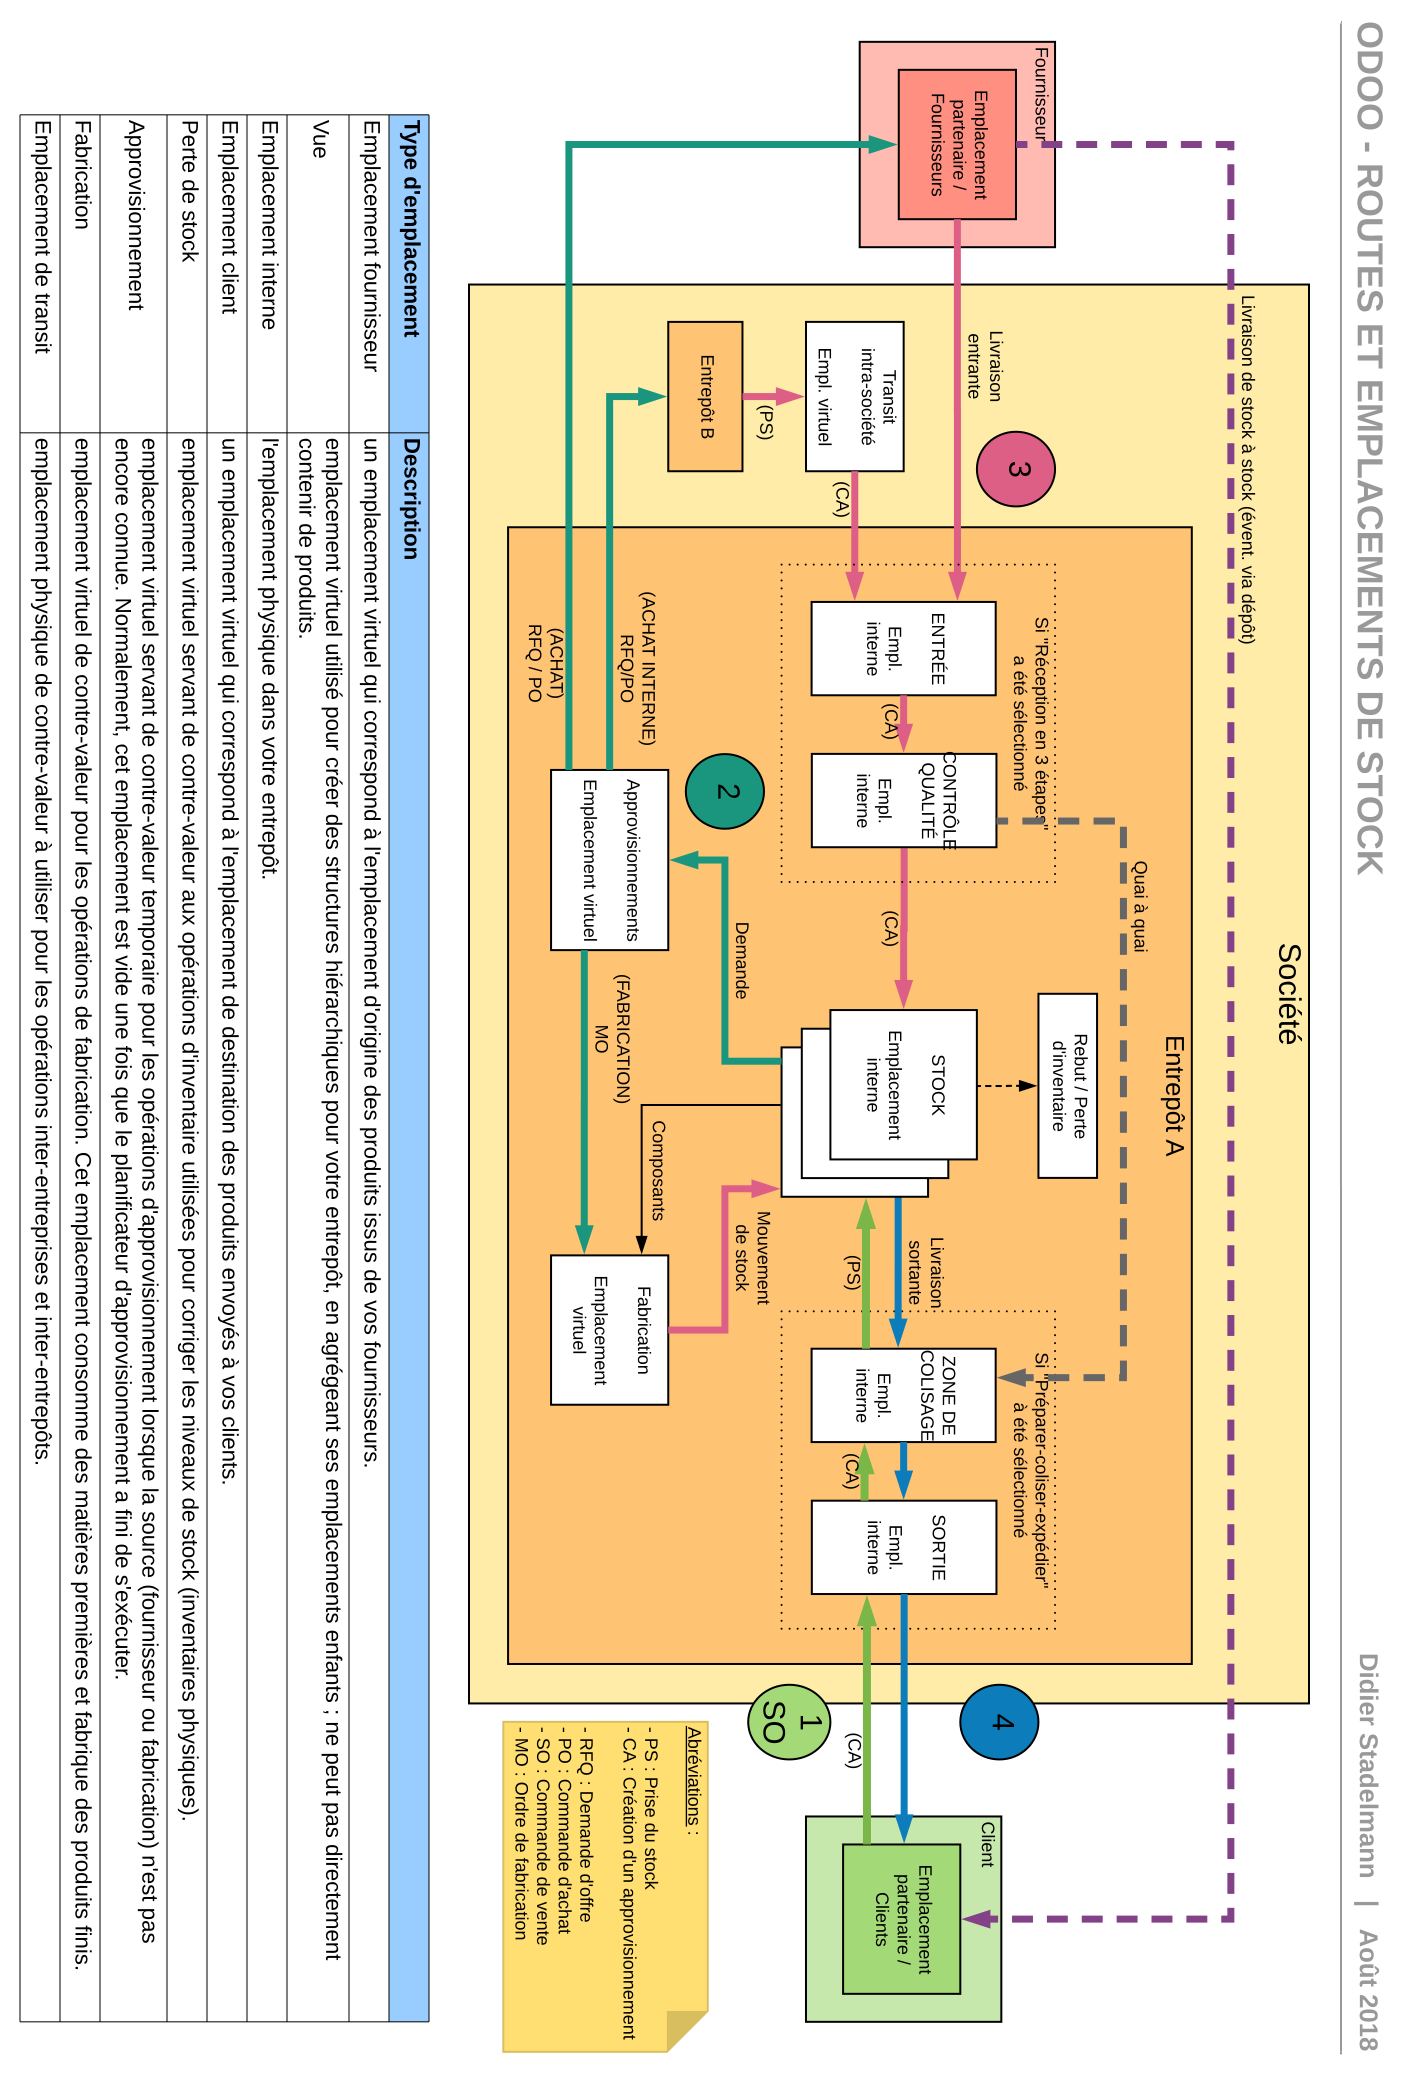 ODOO - ROUTES ET EMPLACEMENTS DE STOCK
Didier Stadelmann | Août 2018
Société
Livraison de stock à stock (évent. via dépôt)
Entrepôt A
Quai à quai
Fournisseur
Emplacement
partenaire /
Fournisseurs
Livraison
entrante
3
Si "Réception en 3 étapes"
a été sélectionné
Rebut / Perte
d'inventaire
Si "Préparer-coliser-expédier"
à été sélectionné
4
Client
Emplacement
partenaire /
Clients
Transit
intra-société
Empl. virtuel
(CA)
ENTRÉE
Empl.
interne
(CA)
CONTRÔLE
QUALITÉ
Empl.
interne
(CA)
STOCK
Emplacement
interne
Livraison
sortante
(PS)
ZONE DE
COLISAGE
Empl.
interne
(CA)
SORTIE
Empl.
interne
1
SO
(CA)
(PS)
Entrepôt B
2
Demande
Mouvement
de stock
(ACHAT INTERNE)
RFQ/PO
(ACHAT)
RFQ / PO
Approvisionnements
Emplacement virtuel
(FABRICATION)
MO
Composants
Fabrication
Emplacement
virtuel
Abréviations :
- PS : Prise du stock
- CA : Création d'un approvisionnement
- RFQ : Demande d'offre
- PO : Commande d'achat
- SO : Commande de vente
- MO : Ordre de fabrication
Type d'emplacement Description
Emplacement fournisseur un emplacement virtuel qui correspond à l'emplacement d'origine des produits issus de vos fournisseurs.
Vue emplacement virtuel utilisé pour créer des structures hiérarchiques pour votre entrepôt, en agrégeant ses emplacements enfants ; ne peut pas directement
contenir de produits.
Emplacement interne l'emplacement physique dans votre entrepôt.
Emplacement client un emplacement virtuel qui correspond à l'emplacement de destination des produits envoyés à vos clients.
Perte de stock emplacement virtuel servant de contre-valeur aux opérations d'inventaire utilisées pour corriger les niveaux de stock (inventaires physiques).
Approvisionnement emplacement virtuel servant de contre-valeur temporaire pour les opérations d'approvisionnement lorsque la source (fournisseur ou fabrication) n'est pas
encore connue. Normalement, cet emplacement est vide une fois que le planificateur d'approvisionnement a fini de s'exécuter.
Fabrication emplacement virtuel de contre-valeur pour les opérations de fabrication. Cet emplacement consomme des matières premières et fabrique des produits finis.
Emplacement de transit emplacement physique de contre-valeur à utiliser pour les opérations inter-entreprises et inter-entrepôts.